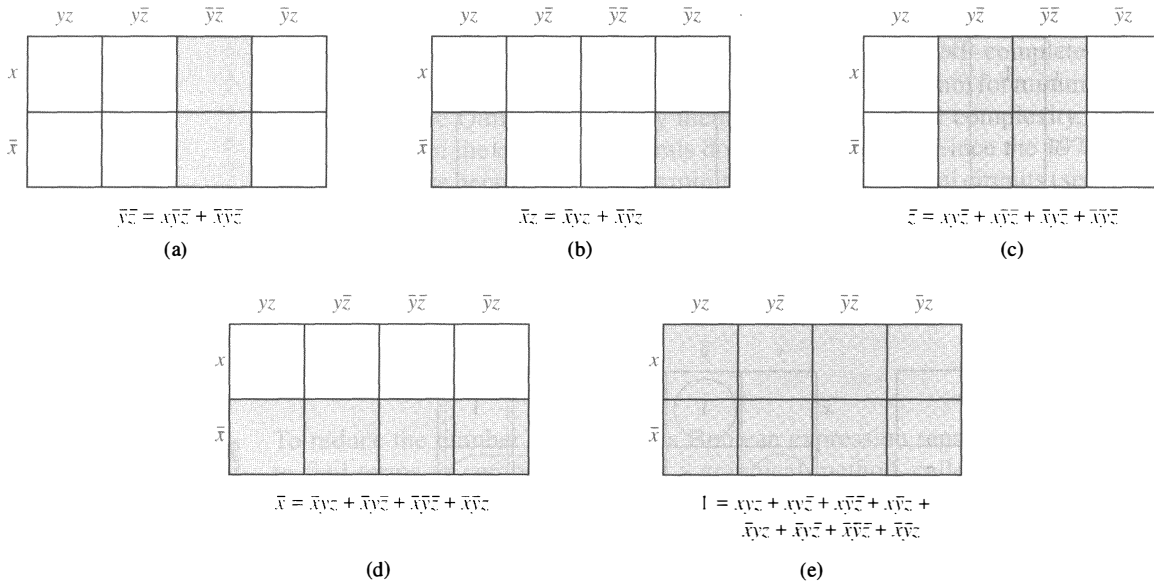 yz yz̄ ȳz̄ ȳz yz yz̄ ȳz̄ ȳz yz yz̄ ȳz̄ ȳz
x x x
x̄ x̄ x̄
ȳz̄ = xȳz̄ + x̄ȳz̄ x̄z = x̄yz + x̄ȳz z̄ = xyz̄ + xȳz̄ + x̄yz̄ + x̄ȳz̄
(a) (b) (c)
yz yz̄ ȳz̄ ȳz yz yz̄ ȳz̄ ȳz
x x
x̄ x̄
x̄ = x̄yz + x̄yz̄ + x̄ȳz̄ + x̄ȳz 1 = xyz + xyz̄ + xȳz̄ + xȳz +
x̄yz + x̄yz̄ + x̄ȳz̄ + x̄ȳz
(d) (e)